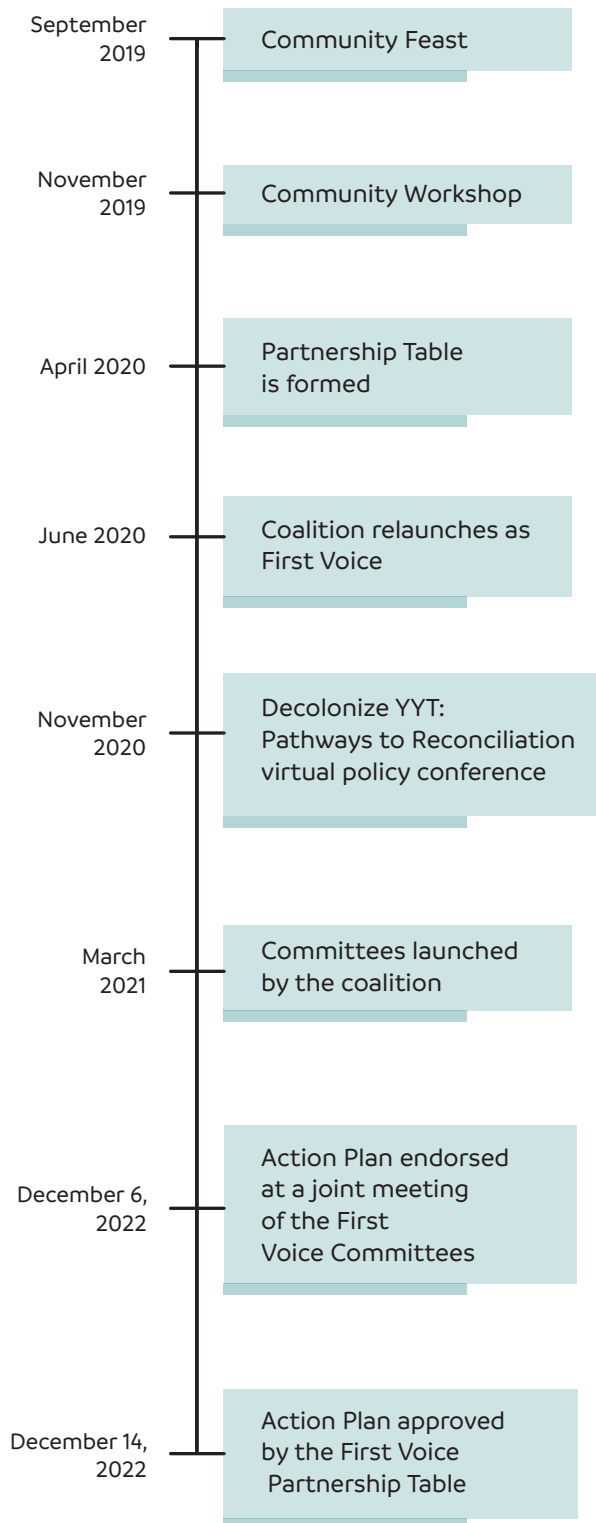 September
2019
Community Feast
November
2019
Community Workshop
April 2020
Partnership Table
is formed
June 2020
Coalition relaunches as
First Voice
November
2020
Decolonize YYT:
Pathways to Reconciliation
virtual policy conference
March
2021
Committees launched
by the coalition
December 6,
2022
Action Plan endorsed
at a joint meeting
of the First
Voice Committees
December 14,
2022
Action Plan approved
by the First Voice
Partnership Table